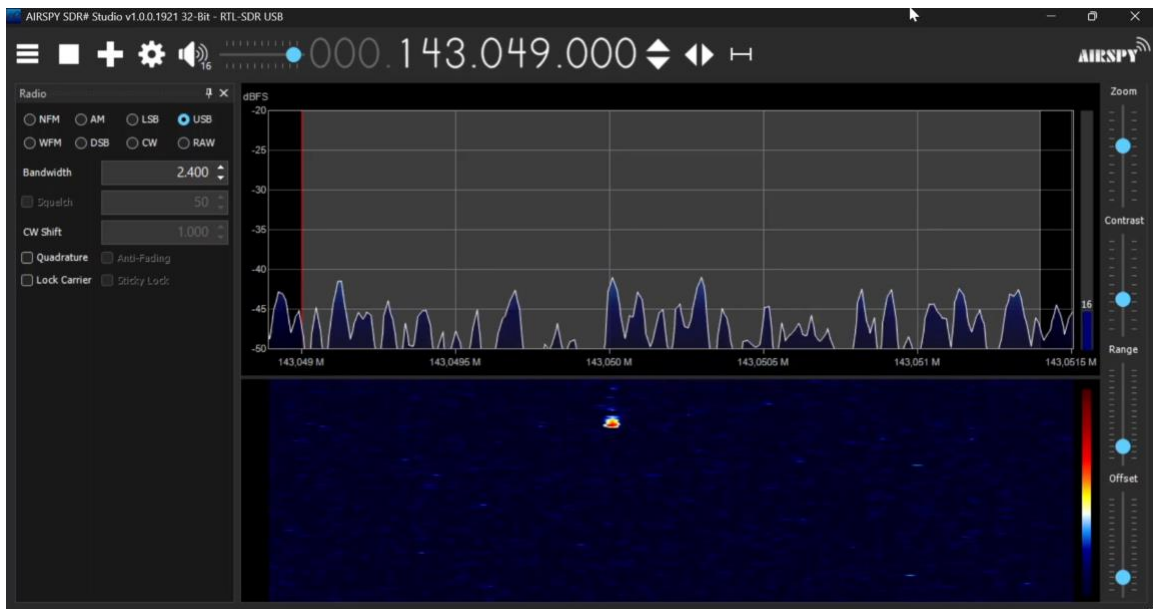 AIRSPY SDR# Studio v1.0.0.1921 32-Bit - RTL-SDR USB
16
000.143.049.000
AIRSPY
Radio
NFM AM LSB USB
WFM DSB CW RAW
Bandwidth 2.400
Squelch 50
CW Shift 1.000
Quadrature Anti-Fading
Lock Carrier Sticky Lock
dBFS
-20
-25
-30
-35
-40
-45
-50
16
143,049 M 143,0495 M 143,050 M 143,0505 M 143,051 M 143,0515 M
Zoom
Contrast
Range
Offset